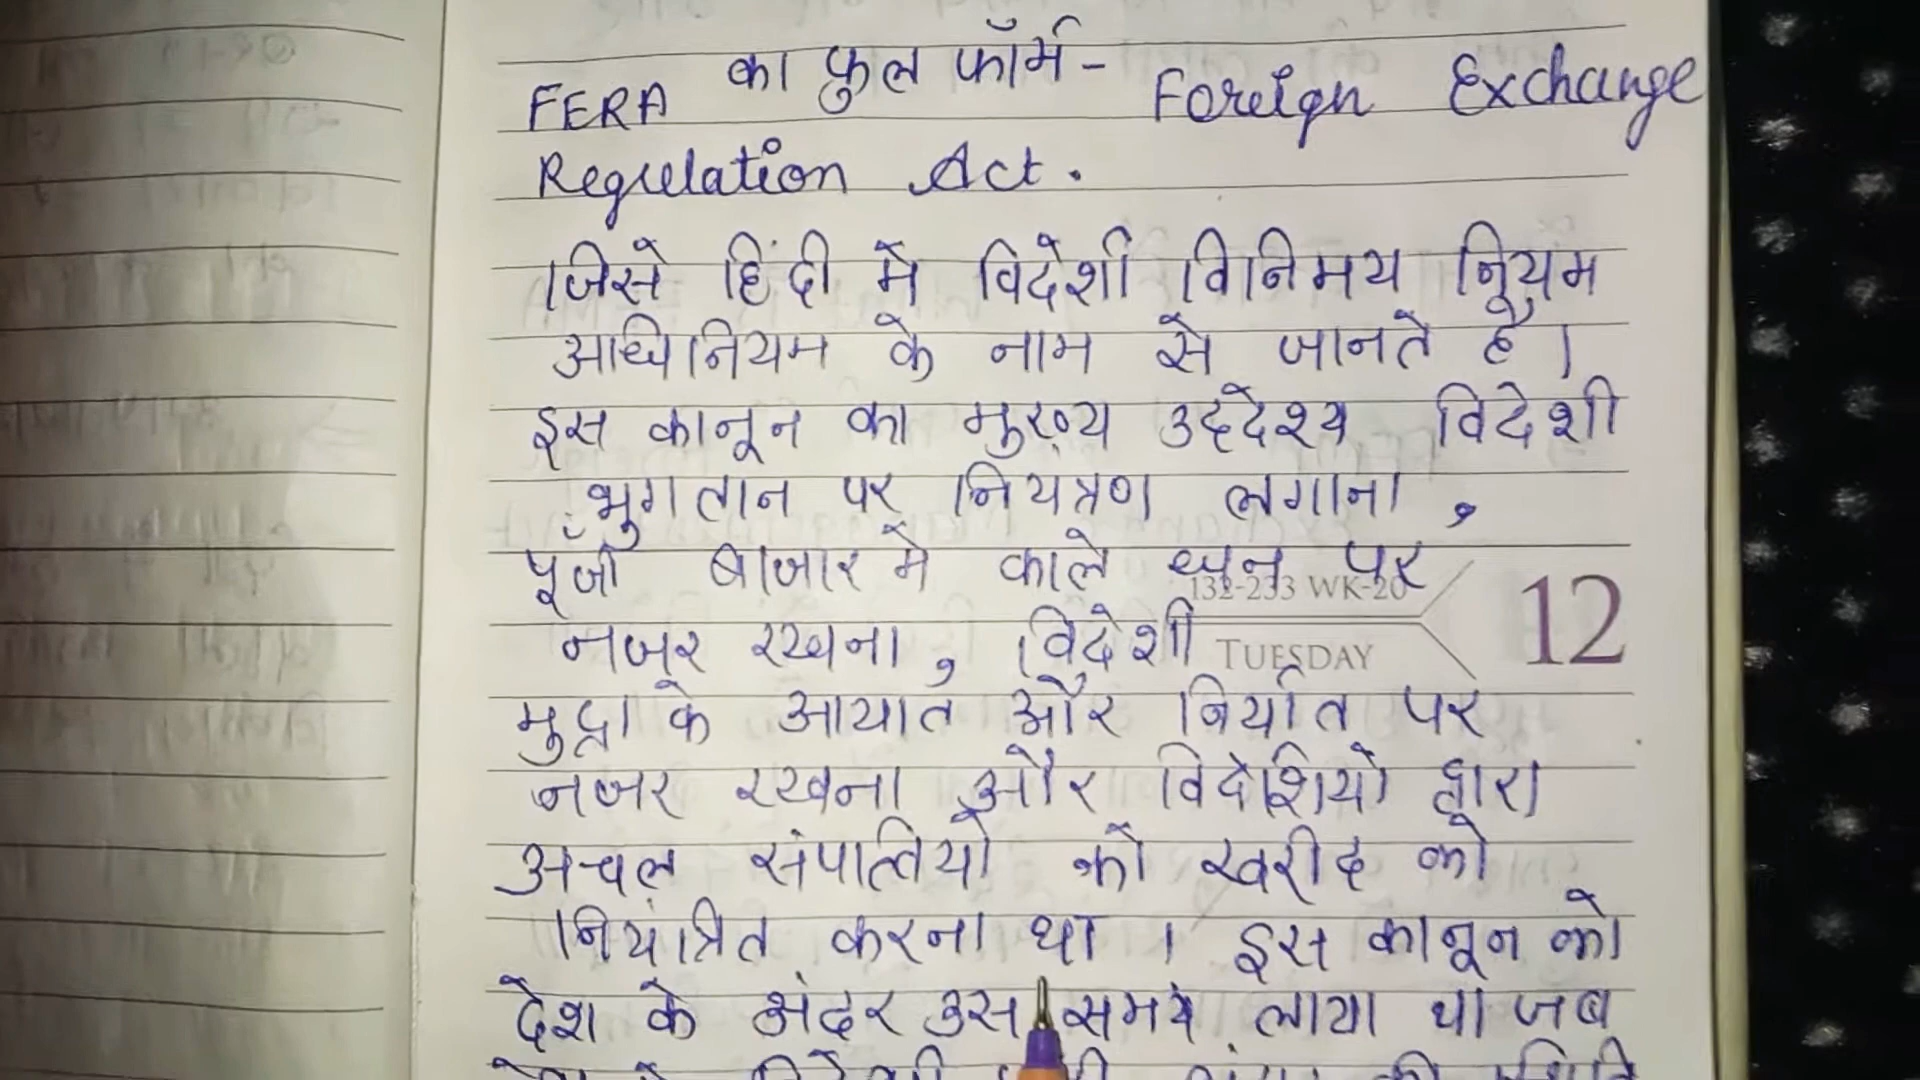 FERA का फुल फॉर्म - Foreign Exchange
Regulation Act.
जिसे हिंदी में विदेशी विनिमय नियम
अधिनियम के नाम से जानते है।
इस कानून का मुख्य उद्देश्य विदेशी
भुगतान पर नियंत्रण लगाना,
पूँजी बाजार में काले धन पर
132-233 WK-20
12
नजर रखना, विदेशी
TUESDAY
मुद्रा के आयात और निर्यात पर
नजर रखना और विदेशियों द्वारा
अचल संपत्तियों की खरीद को
नियंत्रित करना था । इस कानून को
देश के अंदर उस समय लाया था जब